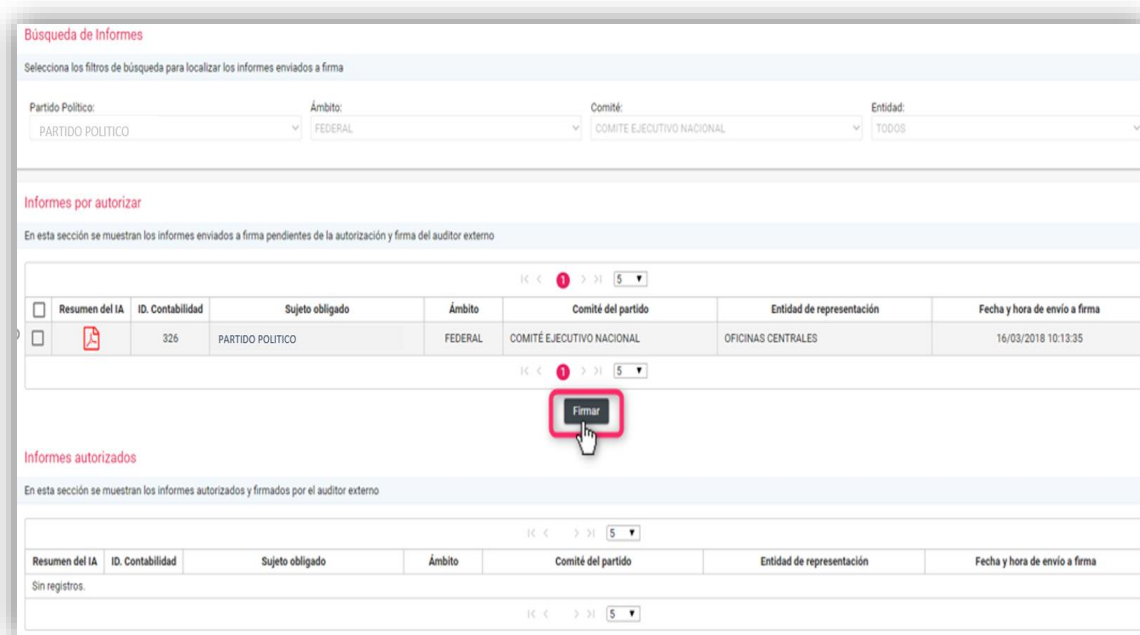 Búsqueda de Informes
Selecciona los filtros de búsqueda para localizar los informes enviados a firma
Partido Político: Ámbito: Comité: Entidad:
PARTIDO POLITICO FEDERAL COMITE EJECUTIVO NACIONAL TODOS
Informes por autorizar
En esta sección se muestran los informes enviados a firma pendientes de la autorización y firma del auditor externo
1 5
Resumen del IA ID. Contabilidad Sujeto obligado Ámbito Comité del partido Entidad de representación Fecha y hora de envío a firma
326 PARTIDO POLITICO FEDERAL COMITÉ EJECUTIVO NACIONAL OFICINAS CENTRALES 16/03/2018 10:13:35
1 5
Firmar
Informes autorizados
En esta sección se muestran los informes autorizados y firmados por el auditor externo
5
Resumen del IA ID. Contabilidad Sujeto obligado Ámbito Comité del partido Entidad de representación Fecha y hora de envío a firma
Sin registros.
5